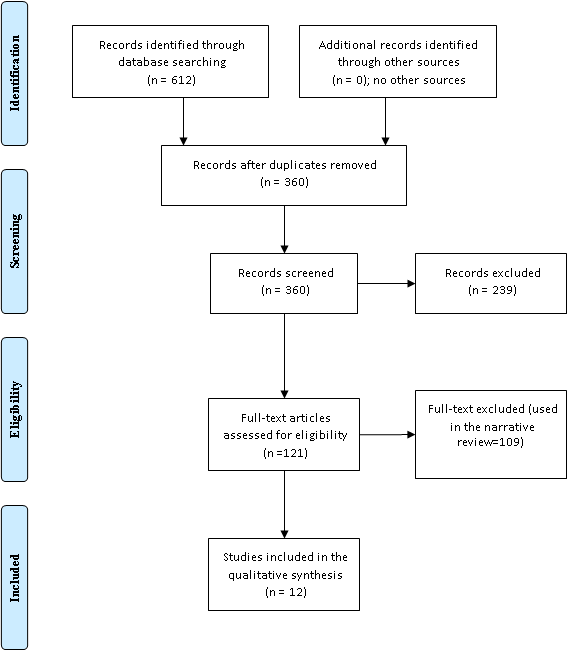 Identification
Records identified through
database searching
(n = 612)
Additional records identified
through other sources
(n = 0); no other sources
Records after duplicates removed
(n = 360)
Screening
Records screened
(n = 360)
Records excluded
(n = 239)
Eligibility
Full-text articles
assessed for eligibility
(n =121)
Full-text excluded (used
in the narrative
review=109)
Included
Studies included in the
qualitative synthesis
(n = 12)